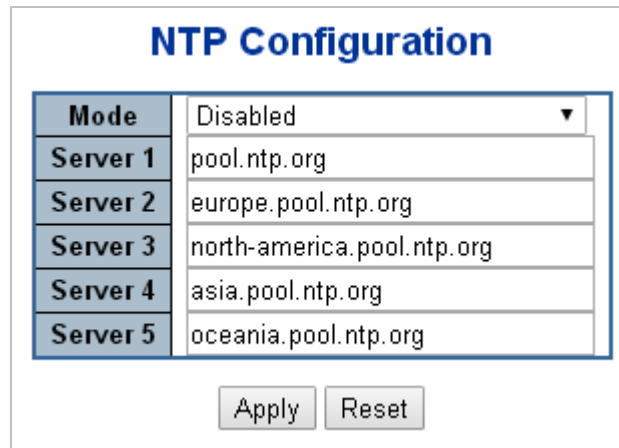 NTP Configuration
Mode Disabled
Server 1 pool.ntp.org
Server 2 europe.pool.ntp.org
Server 3 north-america.pool.ntp.org
Server 4 asia.pool.ntp.org
Server 5 oceania.pool.ntp.org
Apply Reset